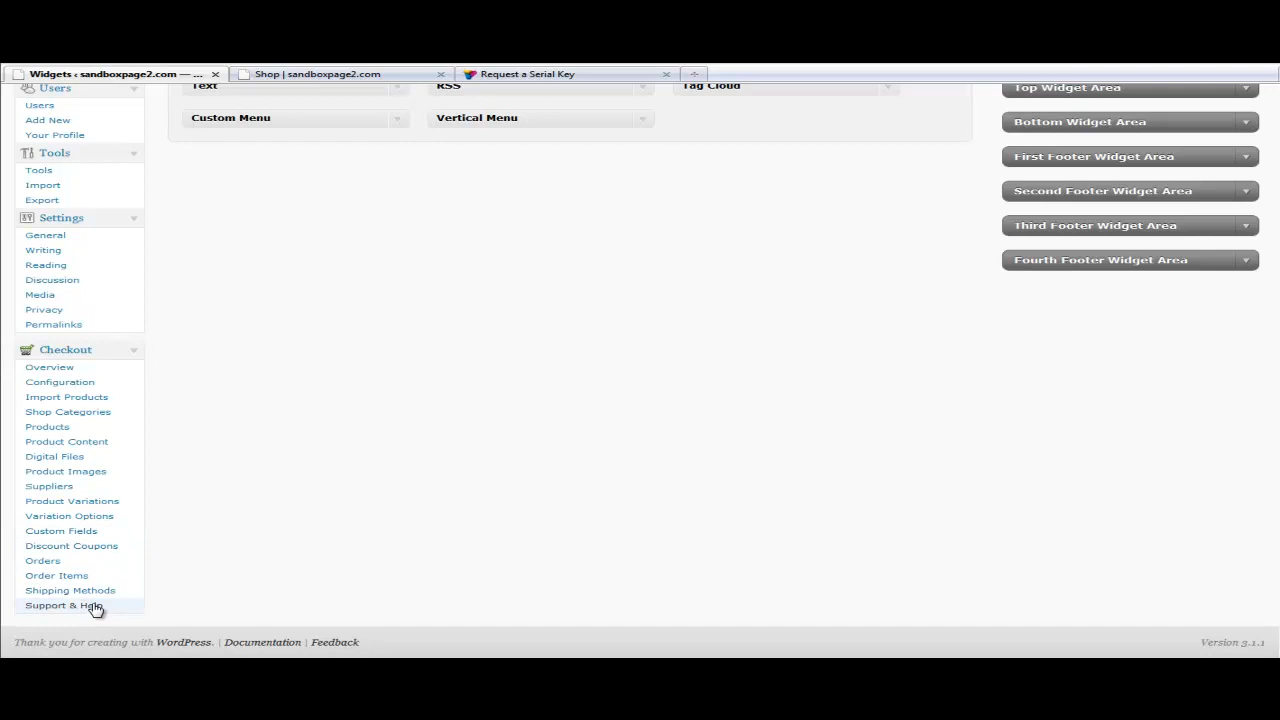 Widgets ‹ sandboxpage2.com — ...
Shop | sandboxpage2.com
Request a Serial Key
Users
Users
Add New
Your Profile
Tools
Tools
Import
Export
Settings
General
Writing
Reading
Discussion
Media
Privacy
Permalinks
Checkout
Overview
Configuration
Import Products
Shop Categories
Products
Product Content
Digital Files
Product Images
Suppliers
Product Variations
Variation Options
Custom Fields
Discount Coupons
Orders
Order Items
Shipping Methods
Support & Help
Text
RSS
Tag Cloud
Custom Menu
Vertical Menu
Top Widget Area
Bottom Widget Area
First Footer Widget Area
Second Footer Widget Area
Third Footer Widget Area
Fourth Footer Widget Area
Thank you for creating with WordPress. | Documentation | Feedback
Version 3.1.1